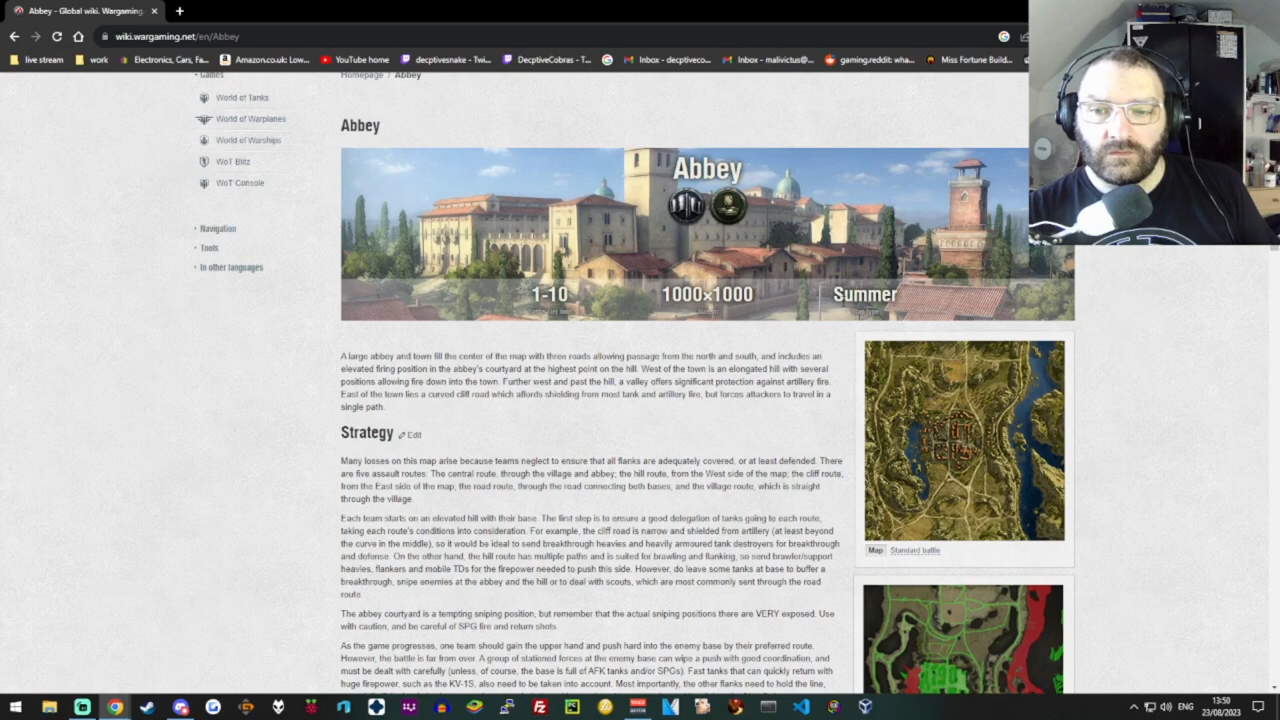 Abbey - Global wiki. Wargaming.
wiki.wargaming.net/en/Abbey
live stream
work
Electronics, Cars, Fa...
Amazon.co.uk: Low...
YouTube home
decptivesnake - Twi...
DecptiveCobras - T...
Inbox - decptiveco...
Inbox - malivictus@...
gaming.reddit: wha...
Miss Fortune Build...
Games
World of Tanks
World of Warplanes
World of Warships
WoT Blitz
WoT Console
Navigation
Tools
In other languages
Homepage / Abbey
Abbey
Abbey
1-10
1000×1000
Summer
A large abbey and town fill the center of the map with three roads allowing passage from the north and south, and includes an
elevated firing position in the abbey's courtyard at the highest point on the hill. West of the town is an elongated hill with several
positions allowing fire down into the town. Further west and past the hill, a valley offers significant protection against artillery fire.
East of the town lies a curved cliff road which affords shielding from most tank and artillery fire, but forces attackers to travel in a
single path.
Strategy Edit
Many losses on this map arise because teams neglect to ensure that all flanks are adequately covered, or at least defended. There
are five assault routes: The central route, through the village and abbey; the hill route, from the West side of the map; the cliff route,
from the East side of the map; the road route, through the road connecting both bases; and the village route, which is straight
through the village.
Each team starts on an elevated hill with their base. The first step is to ensure a good delegation of tanks going to each route,
taking each route's conditions into consideration. For example, the cliff road is narrow and shielded from artillery (at least beyond
the curve in the middle), so it would be ideal to send breakthrough heavies and heavily armoured tank destroyers for breakthrough
and defense. On the other hand, the hill route has multiple paths and is suited for brawling and flanking, so send brawler/support
heavies, flankers and mobile TDs for the firepower needed to push this side. However, do leave some tanks at base to buffer a
breakthrough, snipe enemies at the abbey and the hill or to deal with scouts, which are most commonly sent through the road
route.
The abbey courtyard is a tempting sniping position, but remember that the actual sniping positions there are VERY exposed. Use
with caution, and be careful of SPG fire and return shots.
As the game progresses, one team should gain the upper hand and push hard into the enemy base by their preferred route.
However, the battle is far from over. A group of stationed forces at the enemy base can wipe a push with good coordination, and
must be dealt with carefully (unless, of course, the base is full of AFK tanks and/or SPGs). Fast tanks that can quickly return with
huge firepower, such as the KV-1S, also need to be taken into account. Most importantly, the other flanks need to hold the line,
Map Standard battle
ENG
13:50
23/08/2023